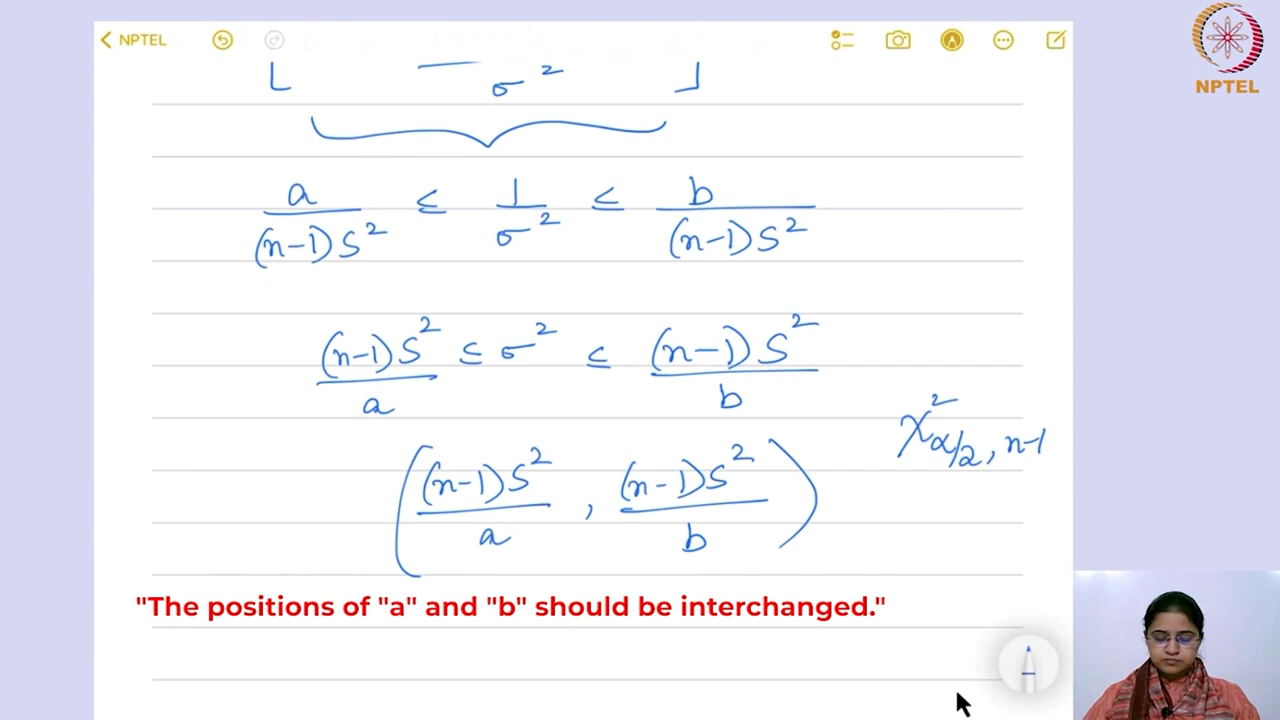 NPTEL
NPTEL
σ²
a/((n-1)S²) ≤ 1/σ² ≤ b/((n-1)S²)
(n-1)S²/a ≤ σ² ≤ (n-1)S²/b
χ²α/2, n-1
((n-1)S²/a , (n-1)S²/b)
"The positions of "a" and "b" should be interchanged."